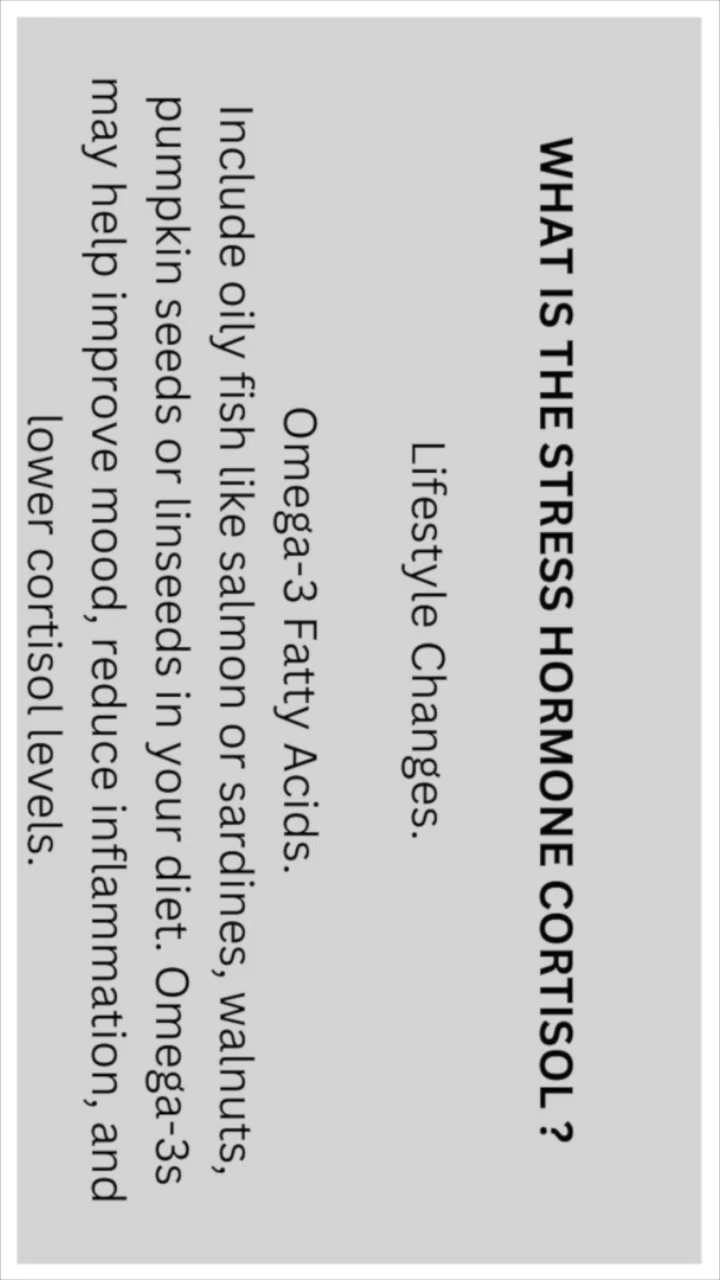 WHAT IS THE STRESS HORMONE CORTISOL ?
Lifestyle Changes.
Omega-3 Fatty Acids.
Include oily fish like salmon or sardines, walnuts,
pumpkin seeds or linseeds in your diet. Omega-3s
may help improve mood, reduce inflammation, and
lower cortisol levels.